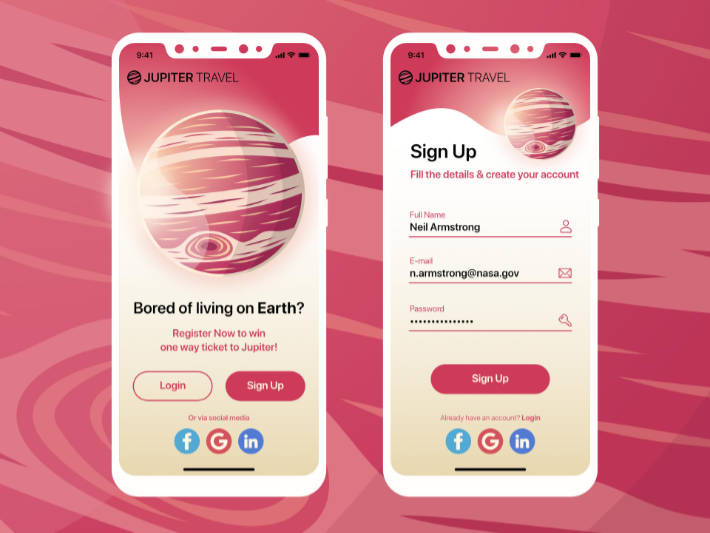 9:41
JUPITER TRAVEL
Bored of living on Earth?
Register Now to win
one way ticket to Jupiter!
Login
Sign Up
Or via social media
f
G
in
9:41
JUPITER TRAVEL
Sign Up
Fill the details & create your account
Full Name
Neil Armstrong
E-mail
n.armstrong@nasa.gov
Password
•••••••••••••••
Sign Up
Already have an account? Login
f
G
in